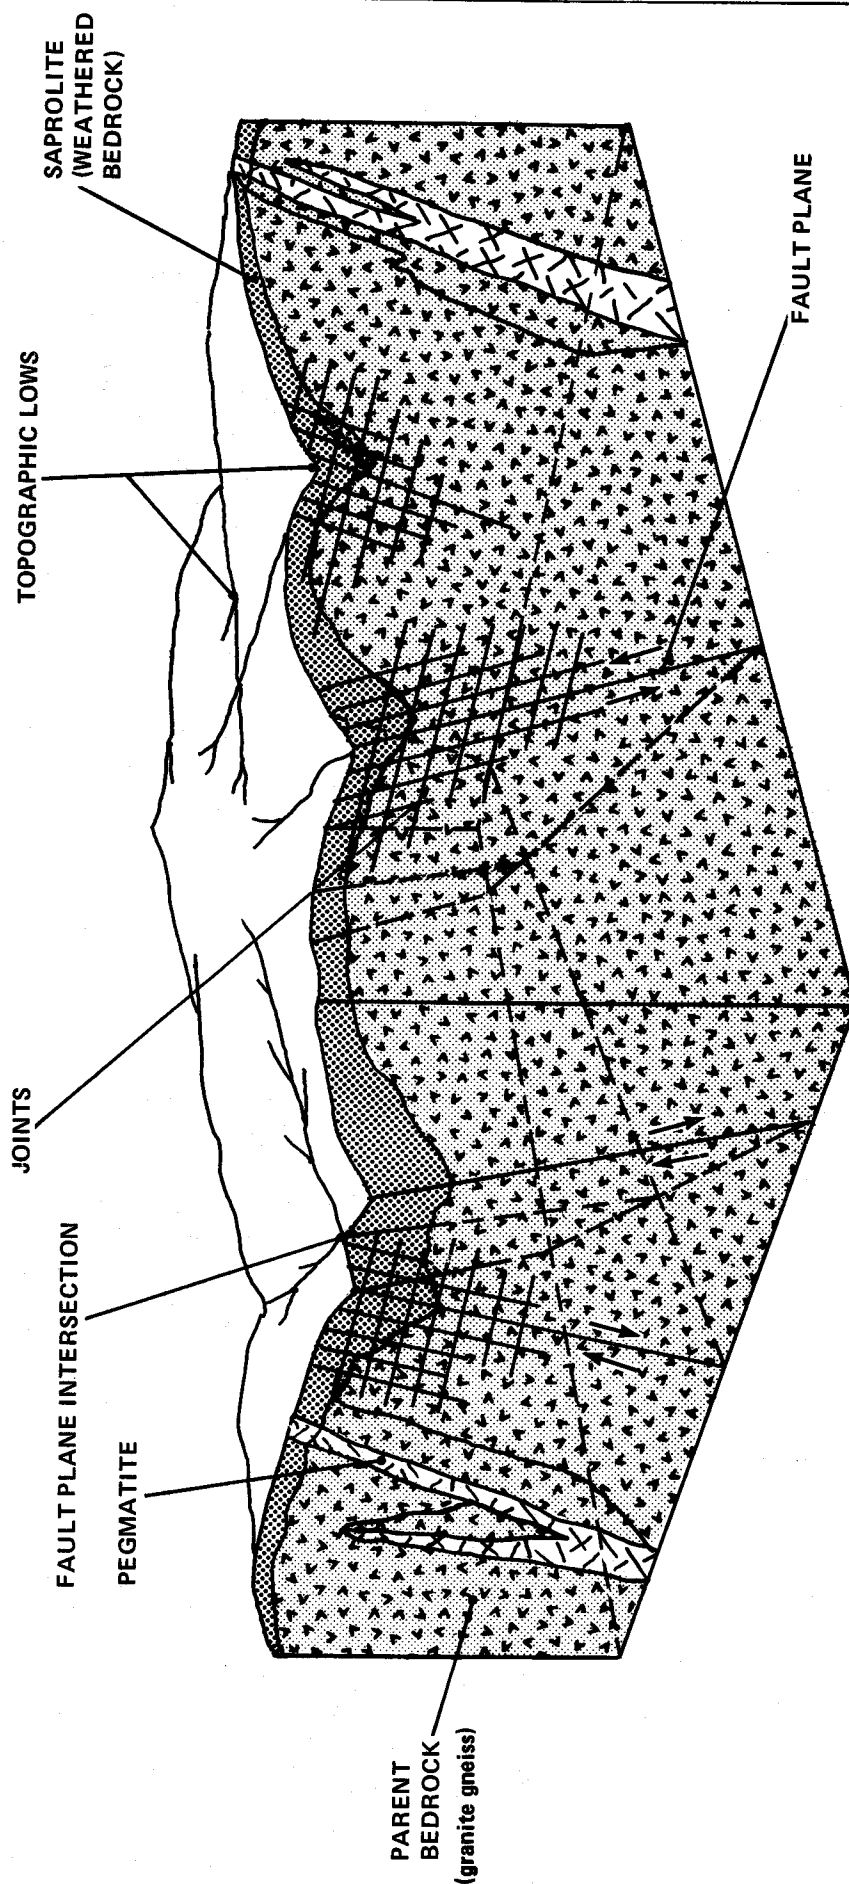 SAPROLITE
(WEATHERED
BEDROCK)
TOPOGRAPHIC LOWS
JOINTS
FAULT PLANE INTERSECTION
PEGMATITE
PARENT
BEDROCK
(granite gneiss)
FAULT PLANE